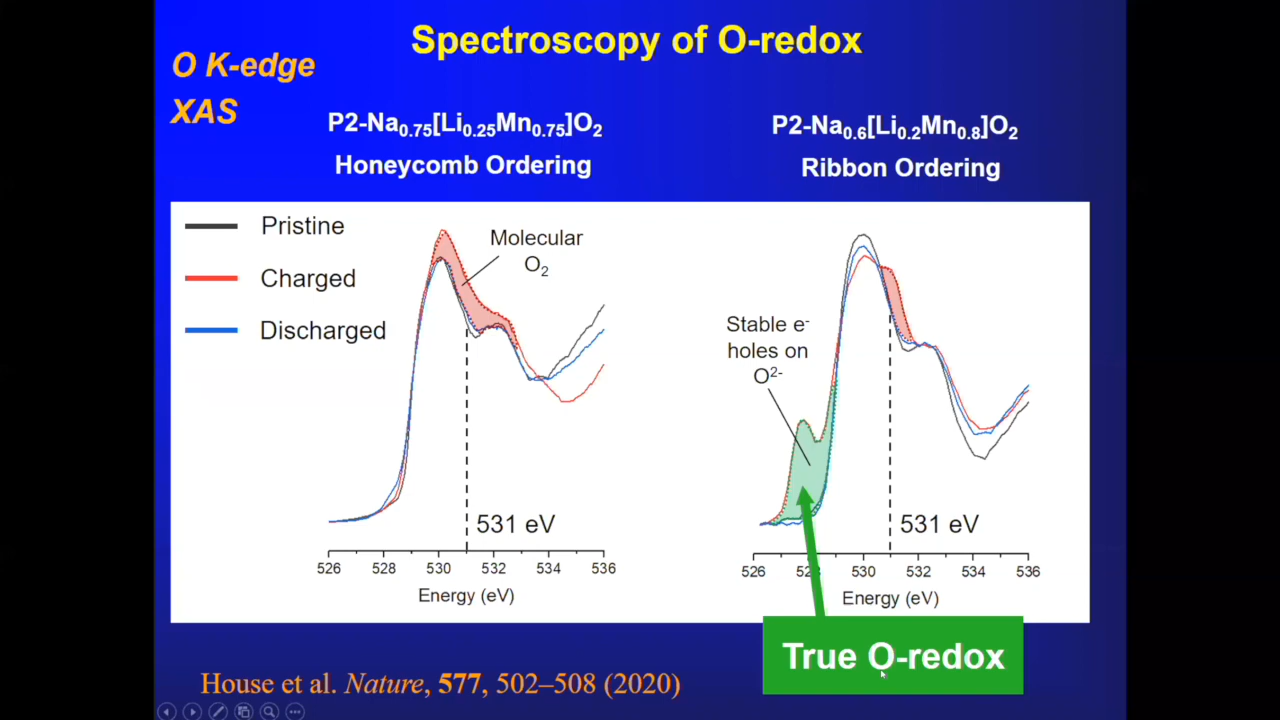 Spectroscopy of O-redox
O K-edge
XAS
P2-Na0.75[Li0.25Mn0.75]O2
Honeycomb Ordering
P2-Na0.6[Li0.2Mn0.8]O2
Ribbon Ordering
Pristine
Charged
Discharged
Molecular
O2
531 eV
526 528 530 532 534 536
Energy (eV)
Stable e-
holes on
O2-
531 eV
526 528 530 532 534 536
Energy (eV)
True O-redox
House et al. Nature, 577, 502–508 (2020)